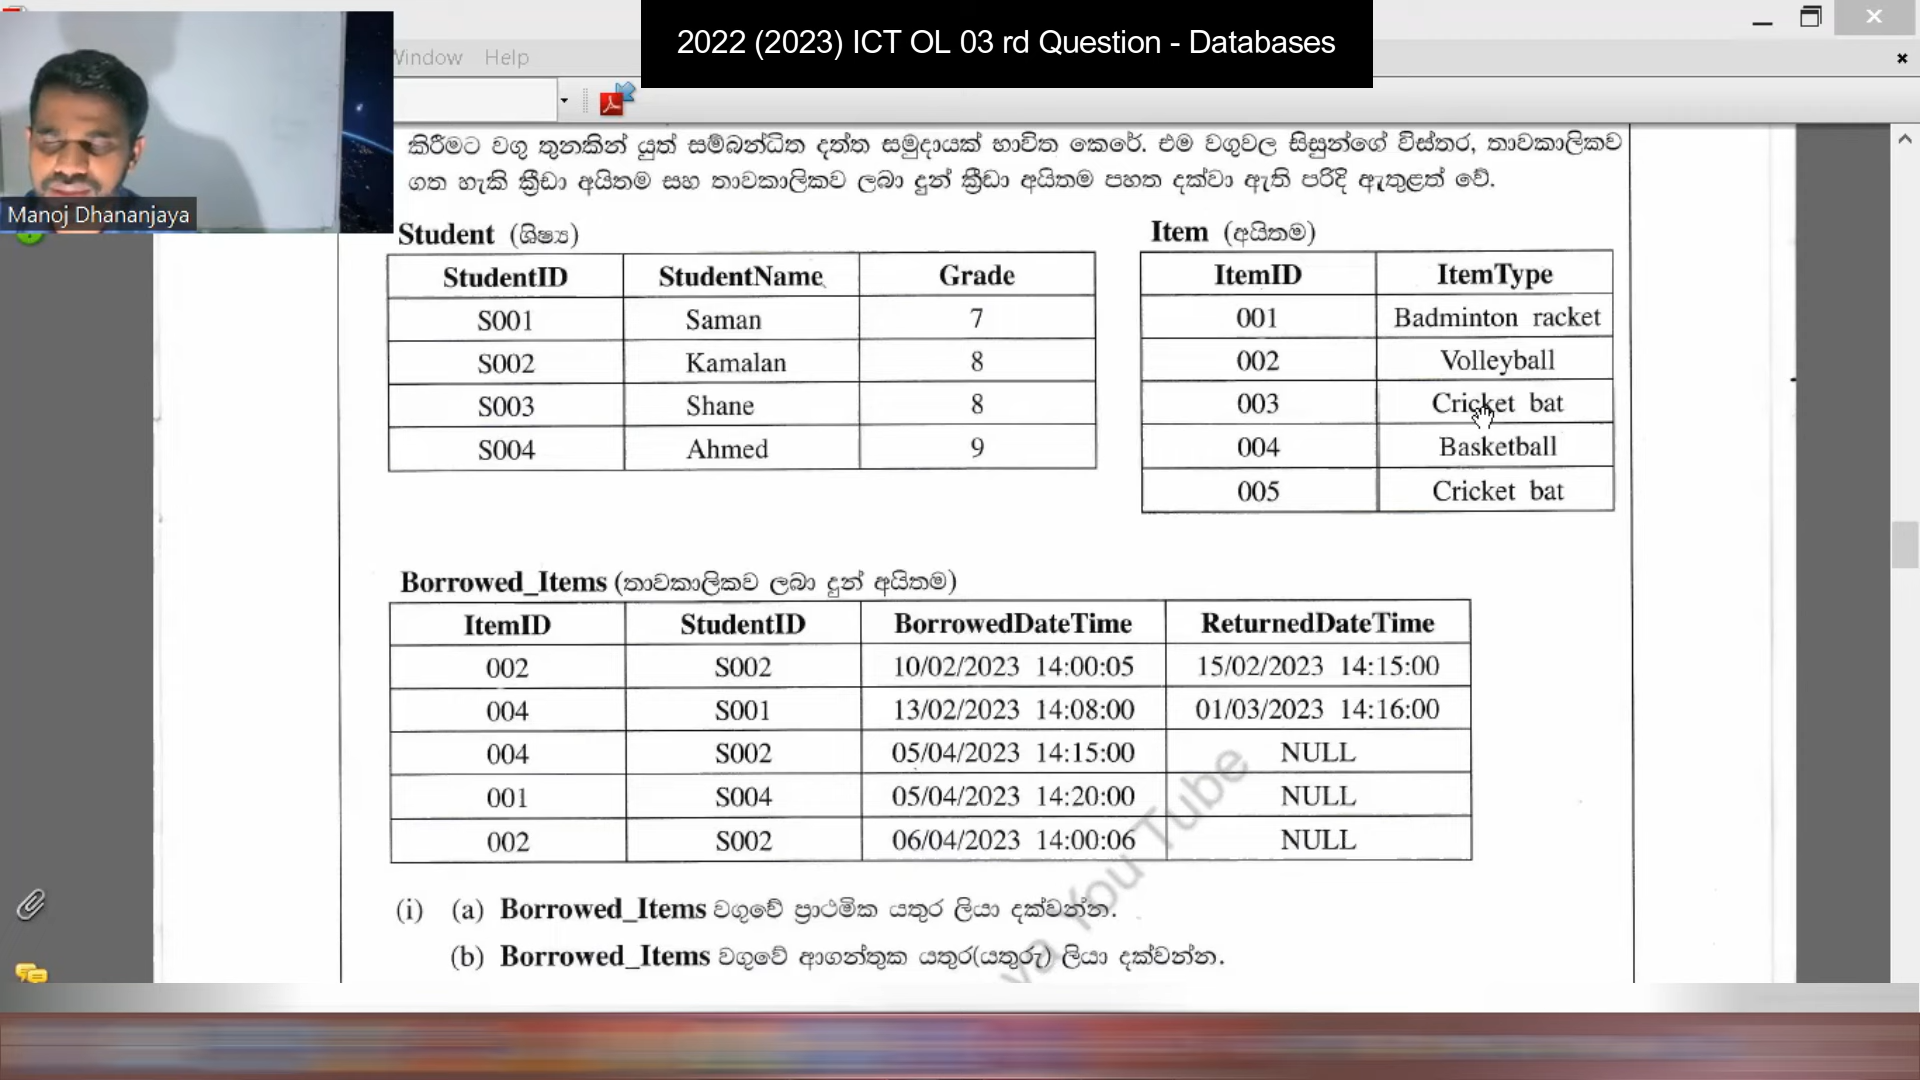 2022 (2023) ICT OL 03 rd Question - Databases
Window Help
Manoj Dhananjaya
කිරීමට වගු තුනකින් යුත් සම්බන්ධිත දත්ත සමුදායක් භාවිත කෙරේ. එම වගුවල සිසුන්ගේ විස්තර, තාවකාලිකව
ගත හැකි ක්‍රීඩා අයිතම සහ තාවකාලිකව ලබා දුන් ක්‍රීඩා අයිතම පහත දක්වා ඇති පරිදි ඇතුළත් වේ.
Student (ශිෂ්‍ය)
StudentID StudentName Grade
S001 Saman 7
S002 Kamalan 8
S003 Shane 8
S004 Ahmed 9
Item (අයිතම)
ItemID ItemType
001 Badminton racket
002 Volleyball
003 Cricket bat
004 Basketball
005 Cricket bat
Borrowed_Items (තාවකාලිකව ලබා දුන් අයිතම)
ItemID StudentID BorrowedDateTime ReturnedDateTime
002 S002 10/02/2023 14:00:05 15/02/2023 14:15:00
004 S001 13/02/2023 14:08:00 01/03/2023 14:16:00
004 S002 05/04/2023 14:15:00 NULL
001 S004 05/04/2023 14:20:00 NULL
002 S002 06/04/2023 14:00:06 NULL
(i) (a) Borrowed_Items වගුවේ ප්‍රාථමික යතුර ලියා දක්වන්න.
(b) Borrowed_Items වගුවේ ආගන්තුක යතුර(යතුරු) ලියා දක්වන්න.
YouTube